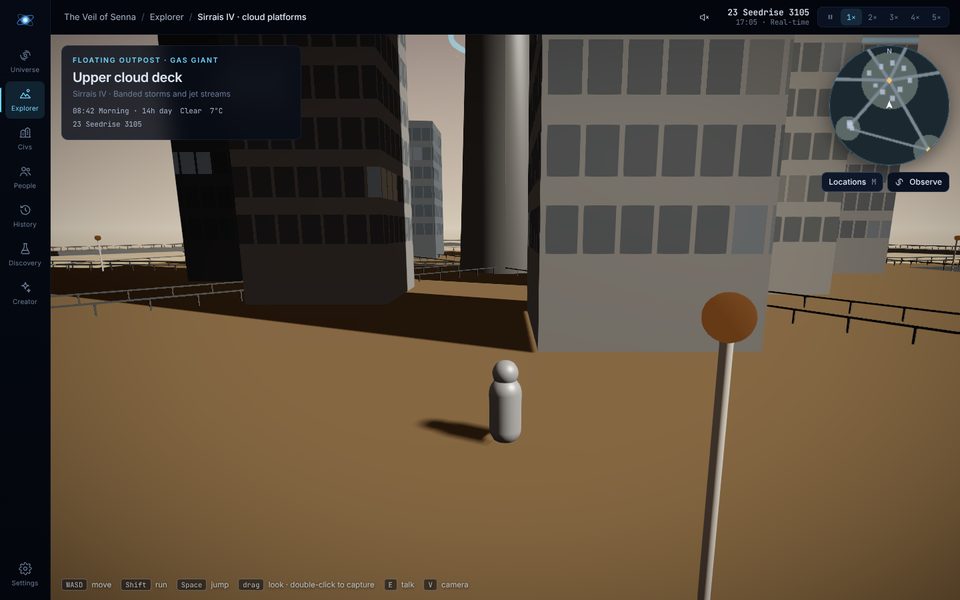 The Veil of Senna / Explorer / Sirrais IV · cloud platforms
23 Seedrise 3105
17:05 · Real-time
1× 2× 3× 4× 5×
Universe
Explorer
Civs
People
History
Discovery
Creator
Settings
FLOATING OUTPOST · GAS GIANT
Upper cloud deck
Sirrais IV · Banded storms and jet streams
08:42 Morning · 14h day Clear 7°C
23 Seedrise 3105
N
Locations M
Observe
WASD move Shift run Space jump drag look · double-click to capture E talk V camera